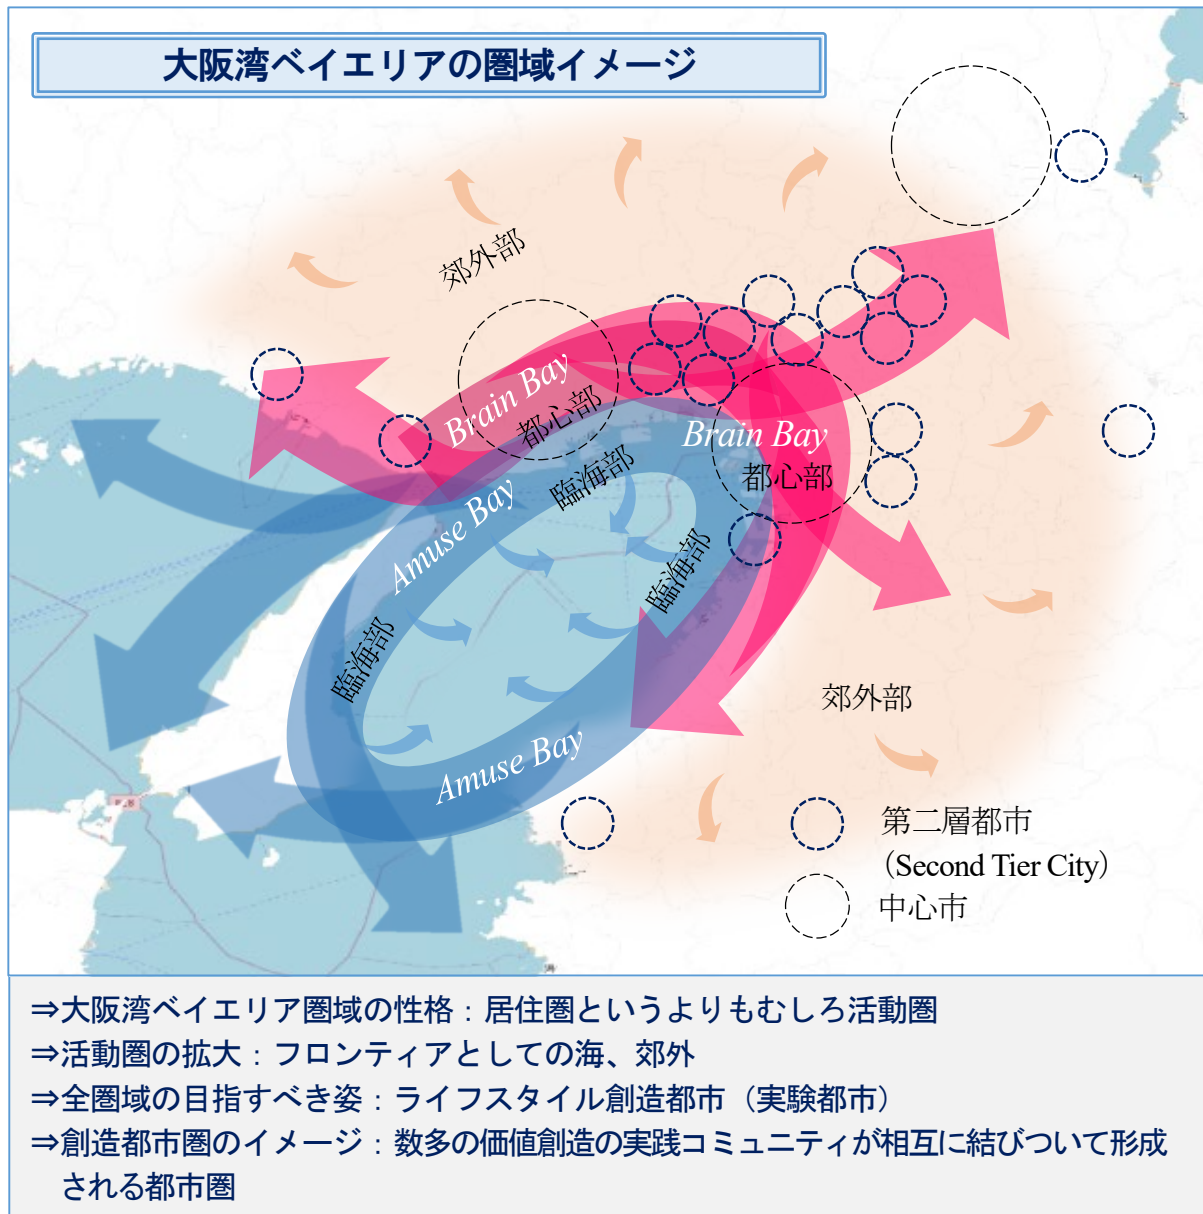 大阪湾ベイエリアの圏域イメージ
郊外部
Brain Bay
都心部
Brain Bay
都心部
臨海部
Amuse Bay
臨海部
臨海部
郊外部
Amuse Bay
第二層都市
（Second Tier City）
中心市
⇒大阪湾ベイエリア圏域の性格：居住圏というよりもむしろ活動圏
⇒活動圏の拡大：フロンティアとしての海、郊外
⇒全圏域の目指すべき姿：ライフスタイル創造都市（実験都市）
⇒創造都市圏のイメージ：数多の価値創造の実践コミュニティが相互に結びついて形成
される都市圏